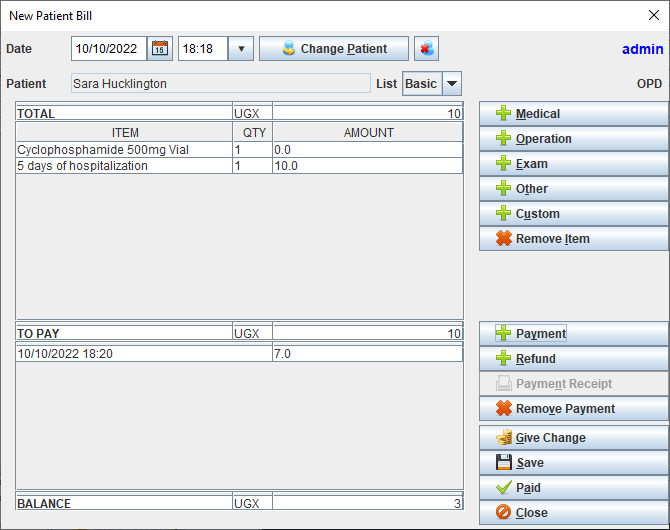 New Patient Bill
Date 10/10/2022 15 18:18 Change Patient admin
Patient Sara Hucklington List Basic OPD
TOTAL UGX 10
ITEM QTY AMOUNT
Cyclophosphamide 500mg Vial 1 0.0
5 days of hospitalization 1 10.0
Medical
Operation
Exam
Other
Custom
Remove Item
TO PAY UGX 10
10/10/2022 18:20 7.0
BALANCE UGX 3
Payment
Refund
Payment Receipt
Remove Payment
Give Change
Save
Paid
Close